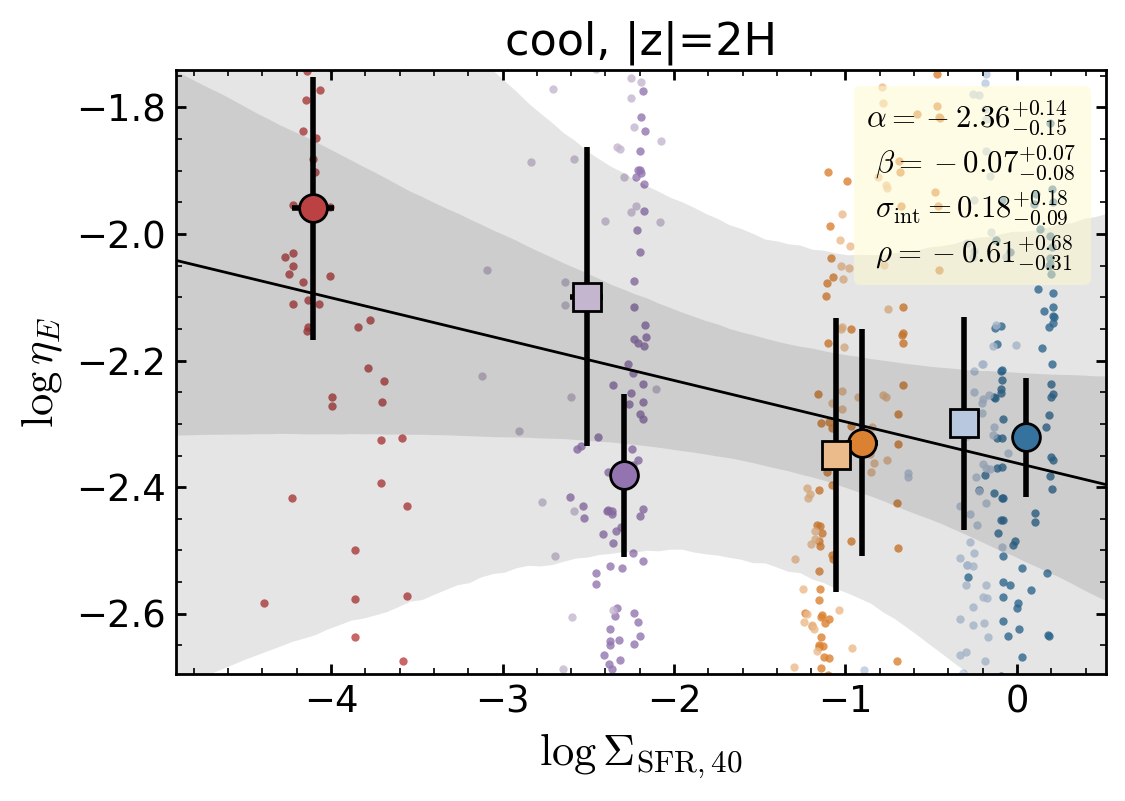 cool, |z|=2H
α = −2.36 +0.14 −0.15
β = −0.07 +0.07 −0.08
σint = 0.18 +0.18 −0.09
ρ = −0.61 +0.68 −0.31
log ηE
−1.8
−2.0
−2.2
−2.4
−2.6
−4 −3 −2 −1 0
log ΣSFR, 40